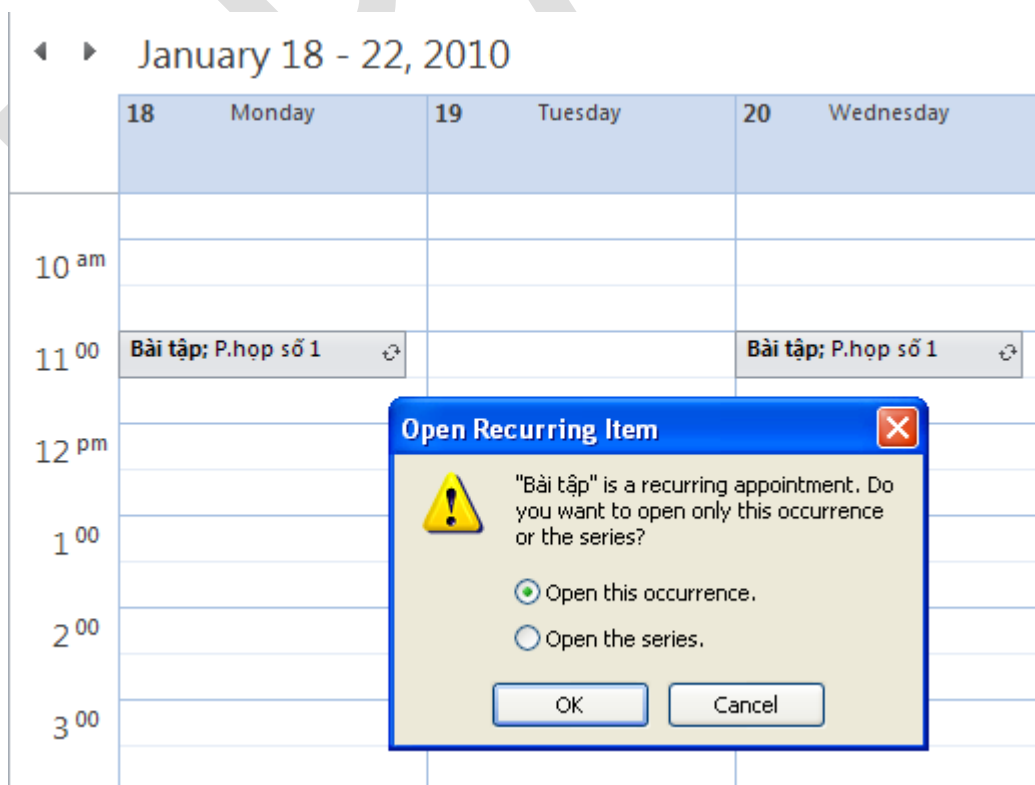 January 18 - 22, 2010
18 Monday 19 Tuesday 20 Wednesday
10 am
11 00 Bài tập; P.họp số 1 Bài tập; P.họp số 1
Open Recurring Item
12 pm
"Bài tập" is a recurring appointment. Do
you want to open only this occurrence
or the series?
1 00
Open this occurrence.
2 00
Open the series.
OK Cancel
3 00